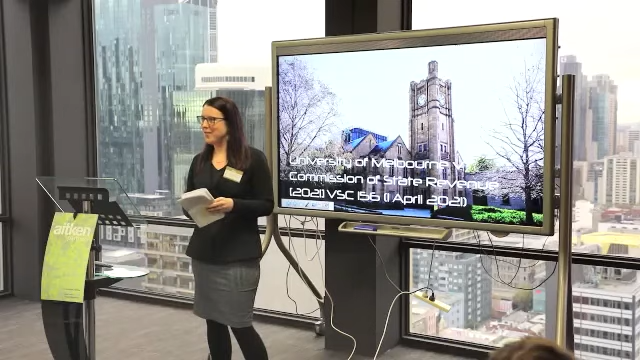 University of Melbourne v
Commission of State Revenue
[2021] VSC 156 (1 April 2021)
aitken